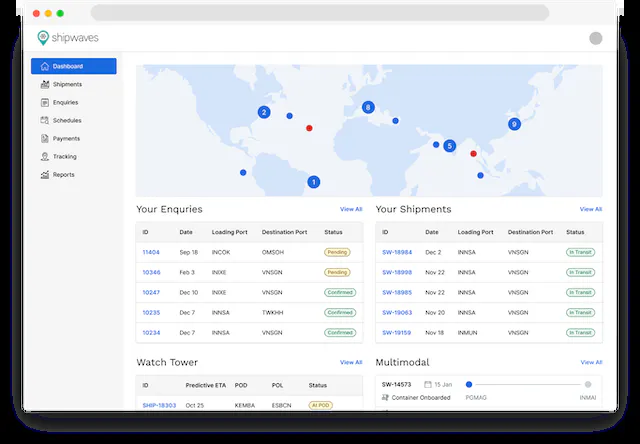 shipwaves
Dashboard
Shipments
Enquiries
Schedules
Payments
Tracking
Reports
2
8
9
5
1
Your Enquries View All
ID Date Loading Port Destination Port Status
11404 Sep 18 INCOK OMSOH Pending
10346 Feb 3 INIXE VNSGN Pending
10247 Dec 10 INIXE VNSGN Confirmed
10235 Dec 7 INNSA TWKHH Confirmed
10234 Dec 7 INNSA VNSGN Confirmed
Your Shipments View All
ID Date Loading Port Destination Port Status
SW-18984 Dec 2 INNSA VNSGN In Transit
SW-18998 Nov 22 INNSA VNSGN In Transit
SW-18985 Nov 22 INNSA VNSGN In Transit
SW-19063 Nov 20 INNSA VNSGN In Transit
SW-19159 Nov 18 INMUN VNSGN In Transit
Watch Tower View All
ID Predictive ETA POD POL Status
SHIP-18393 Oct 25 KEMBA ESBCN At POD
Multimodal View All
SW-14573 15 Jan
Container Onboarded PGMAG INMAI